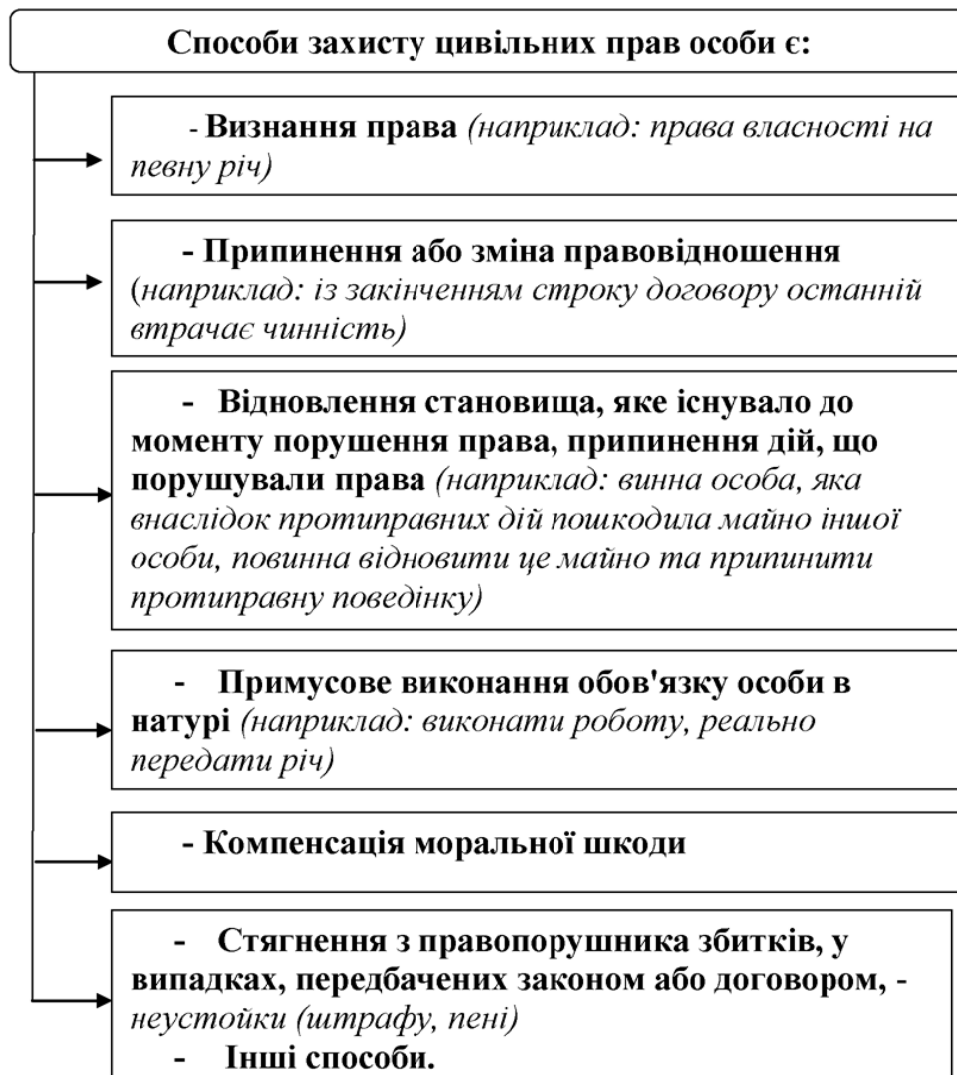 Способи захисту цивільних прав особи є:
- Визнання права (наприклад: права власності на
певну річ)
- Припинення або зміна правовідношення
(наприклад: із закінченням строку договору останній
втрачає чинність)
- Відновлення становища, яке існувало до
моменту порушення права, припинення дій, що
порушували права (наприклад: винна особа, яка
внаслідок протиправних дій пошкодила майно іншої
особи, повинна відновити це майно та припинити
протиправну поведінку)
- Примусове виконання обов'язку особи в
натурі (наприклад: виконати роботу, реально
передати річ)
- Компенсація моральної шкоди
- Стягнення з правопорушника збитків, у
випадках, передбачених законом або договором, -
неустойки (штрафу, пені)
- Інші способи.